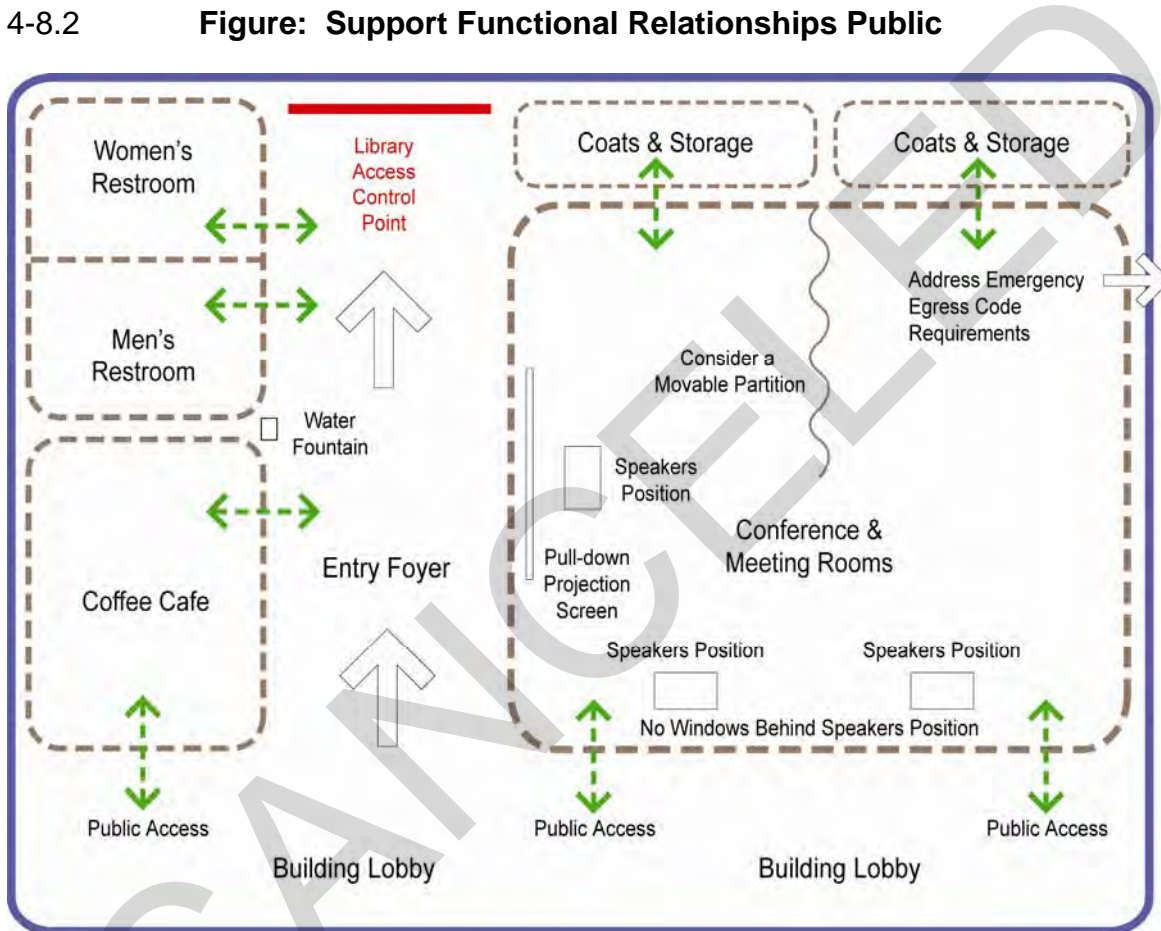 4-8.2 Figure: Support Functional Relationships Public
Women's
Restroom
Library
Access
Control
Point
Coats & Storage
Coats & Storage
Men's
Restroom
Address Emergency
Egress Code
Requirements
Consider a
Movable Partition
Water
Fountain
Speakers
Position
Conference &
Meeting Rooms
Pull-down
Projection
Screen
Entry Foyer
Coffee Cafe
Speakers Position
Speakers Position
No Windows Behind Speakers Position
Public Access
Public Access
Public Access
Building Lobby
Building Lobby
CANCELED